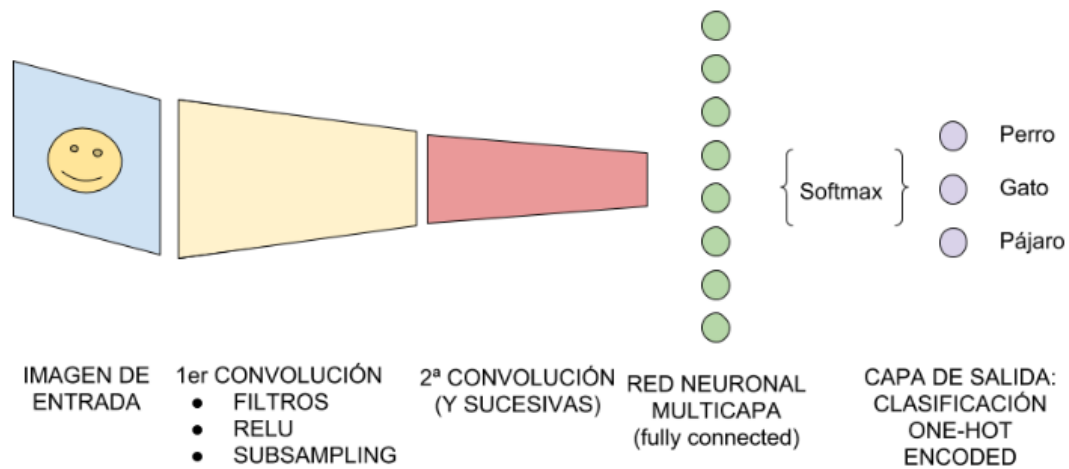 Perro
Softmax
Gato
Pájaro
IMAGEN DE
ENTRADA
1er CONVOLUCIÓN
● FILTROS
● RELU
● SUBSAMPLING
2ª CONVOLUCIÓN
(Y SUCESIVAS)
RED NEURONAL
MULTICAPA
(fully connected)
CAPA DE SALIDA:
CLASIFICACIÓN
ONE-HOT
ENCODED